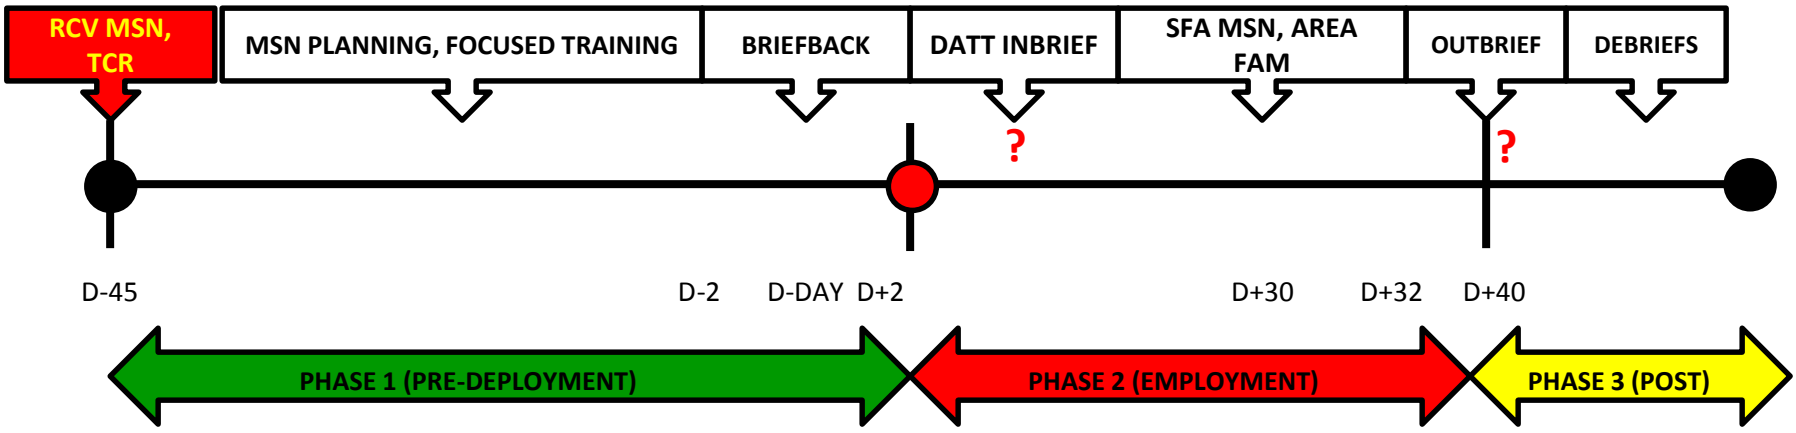 RCV MSN,
TCR
MSN PLANNING, FOCUSED TRAINING
BRIEFBACK
DATT INBRIEF
SFA MSN, AREA
FAM
OUTBRIEF
DEBRIEFS
?
?
D-45
D-2
D-DAY
D+2
D+30
D+32
D+40
PHASE 1 (PRE-DEPLOYMENT)
PHASE 2 (EMPLOYMENT)
PHASE 3 (POST)